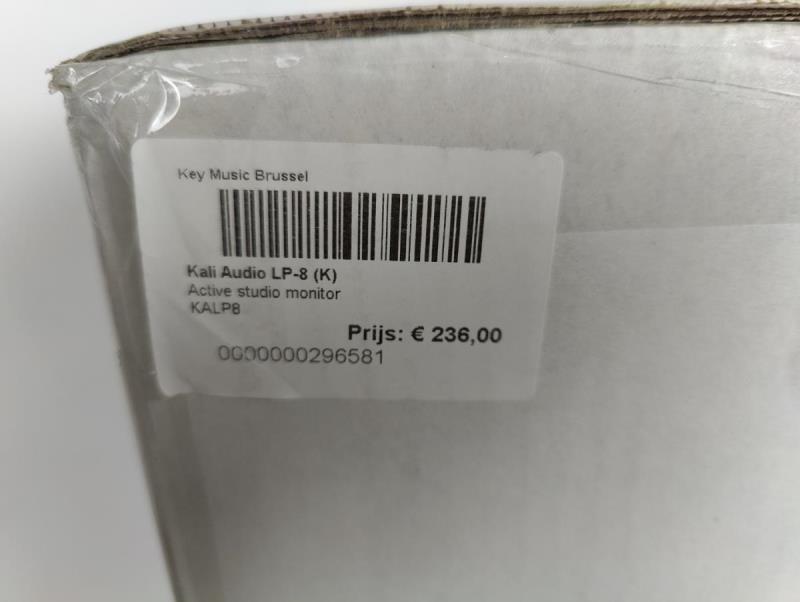 Key Music Brussel
Kali Audio LP-8 (K)
Active studio monitor
KALP8
Prijs: € 236,00
0000000296581